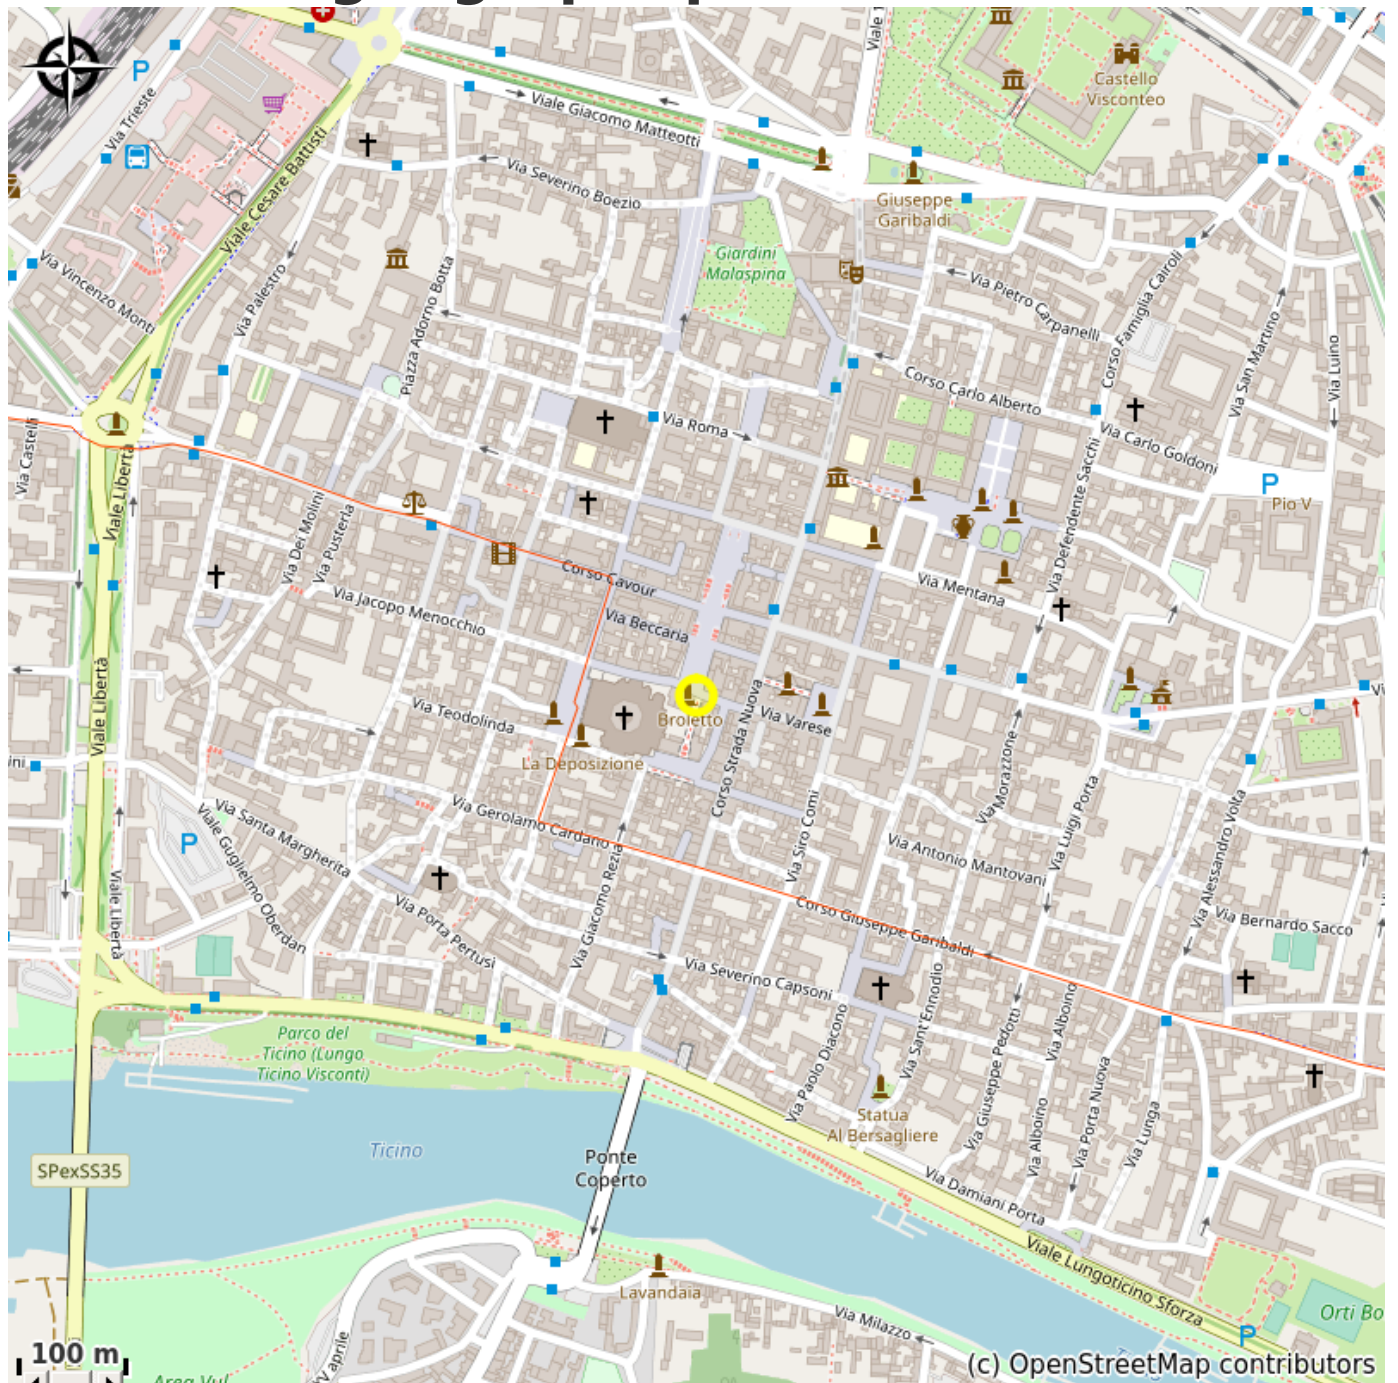 Viale Giacomo Matteotti
Castello
Visconteo
Via Trieste
Viale Cesare Battisti
Via Severino Boezio
Giuseppe
Garibaldi
Giardini
Malaspina
Via Vincenzo Monti
Via Palestro
Piazza Adorno Botta
Via Pietro Carpanelli
Corso Famiglia Cairoli
Via San Martino
Via Luino
Corso Carlo Alberto
Via Roma
Via Carlo Goldoni
Via Castelli
Viale Libertà
Via Dei Molini
Via Pusteria
Via Defendente Sacchi
Pio V
Corso Cavour
Via Mentana
Via Jacopo Menocchio
Via Beccaria
Viale Libertà
Via Teodolinda
Broletto
Via Varese
Corso Strada Nuova
La Deposizione
Via Morazzone
Via Luigi Porta
Via Gerolamo Cardano
Via Siro Comi
Via Santa Margherita
Viale Guglielmo Oberdan
Via Antonio Mantovani
Via Alessandro Volta
Viale Libertà
Via Porta Pertusi
Via Giacomo Rezia
Corso Giuseppe Garibaldi
Via Bernardo Sacco
Via Severino Capsoni
Via Sant'Ennodio
Via Paolo Diacono
Via Giuseppe Pedotti
Via Alboino
Parco del
Ticino (Lungo
Ticino Visconti)
Via Alboino
Via Porta Nuova
Via Lunga
Statua
Al Bersagliere
Ticino
Ponte
Coperto
SPexSS35
Via Damiani Porta
Viale Lungoticino Sforza
Lavandaia
Via Milazzo
Orti Bo
100 m
(c) OpenStreetMap contributors